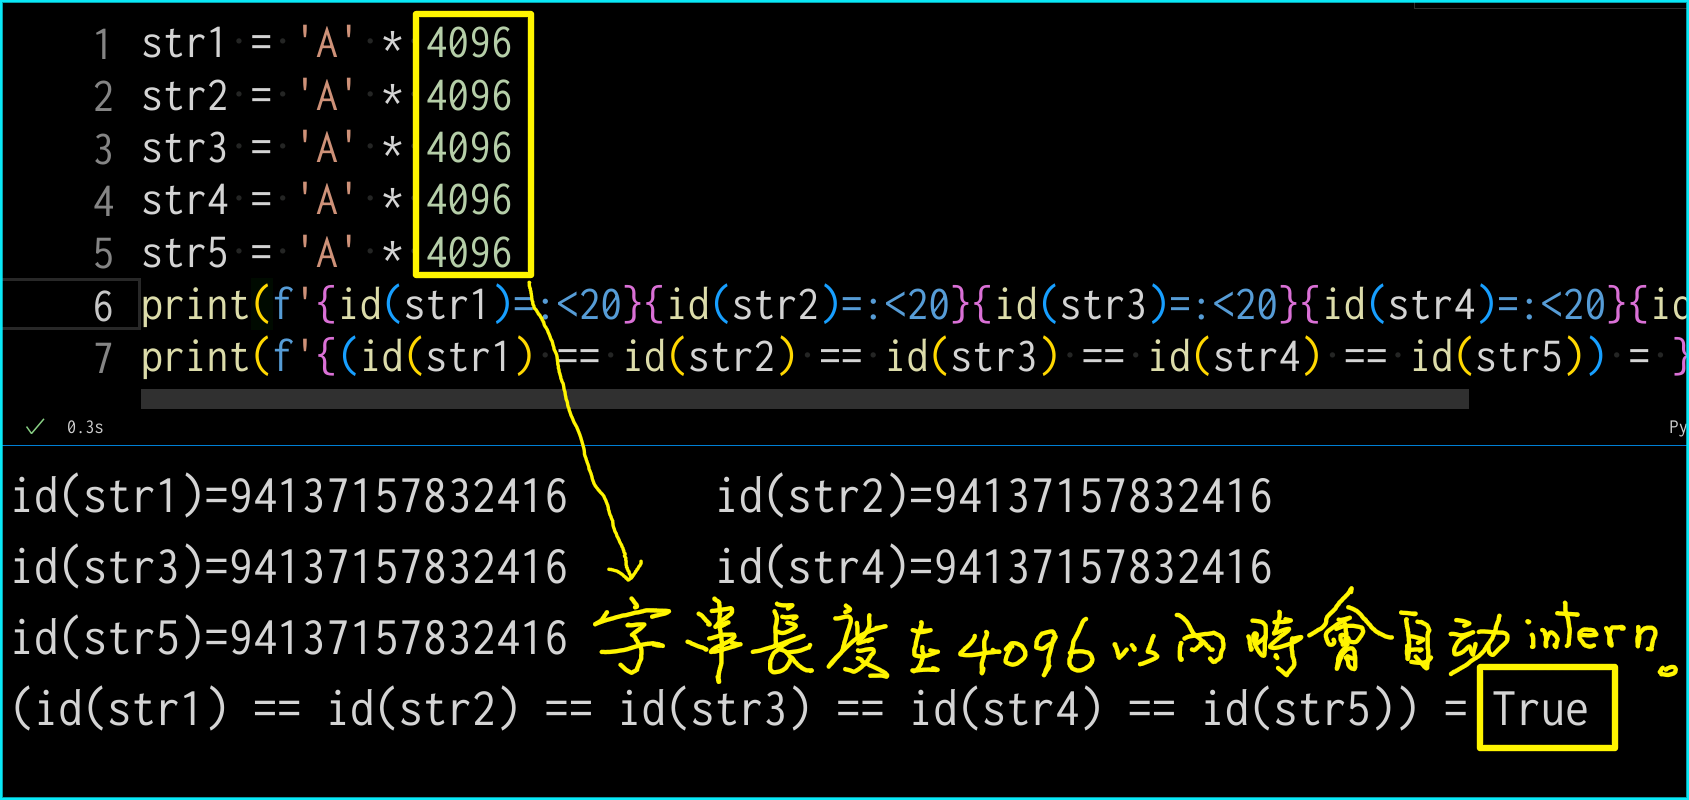 1 str1 = 'A' * 4096
2 str2 = 'A' * 4096
3 str3 = 'A' * 4096
4 str4 = 'A' * 4096
5 str5 = 'A' * 4096
6 print(f'{id(str1)=:<20}{id(str2)=:<20}{id(str3)=:<20}{id(str4)=:<20}{id
7 print(f'{(id(str1) == id(str2) == id(str3) == id(str4) == id(str5)) = }
0.3s
Py
id(str1)=94137157832416 id(str2)=94137157832416
id(str3)=94137157832416 id(str4)=94137157832416
id(str5)=94137157832416
字串長度在4096以內時會自动intern。
(id(str1) == id(str2) == id(str3) == id(str4) == id(str5)) = True